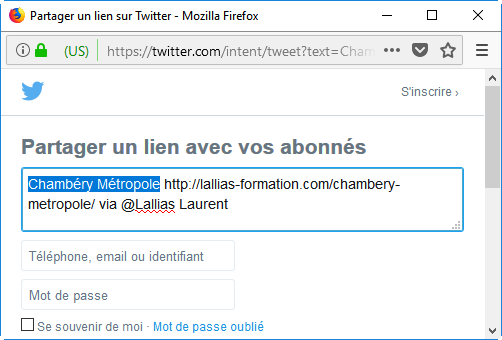 Partager un lien sur Twitter - Mozilla Firefox
(US) https://twitter.com/intent/tweet?text=Cham
S'inscrire ›
Partager un lien avec vos abonnés
Chambéry Métropole http://lallias-formation.com/chambery-
metropole/ via @Lallias Laurent
Téléphone, email ou identifiant
Mot de passe
Se souvenir de moi · Mot de passe oublié